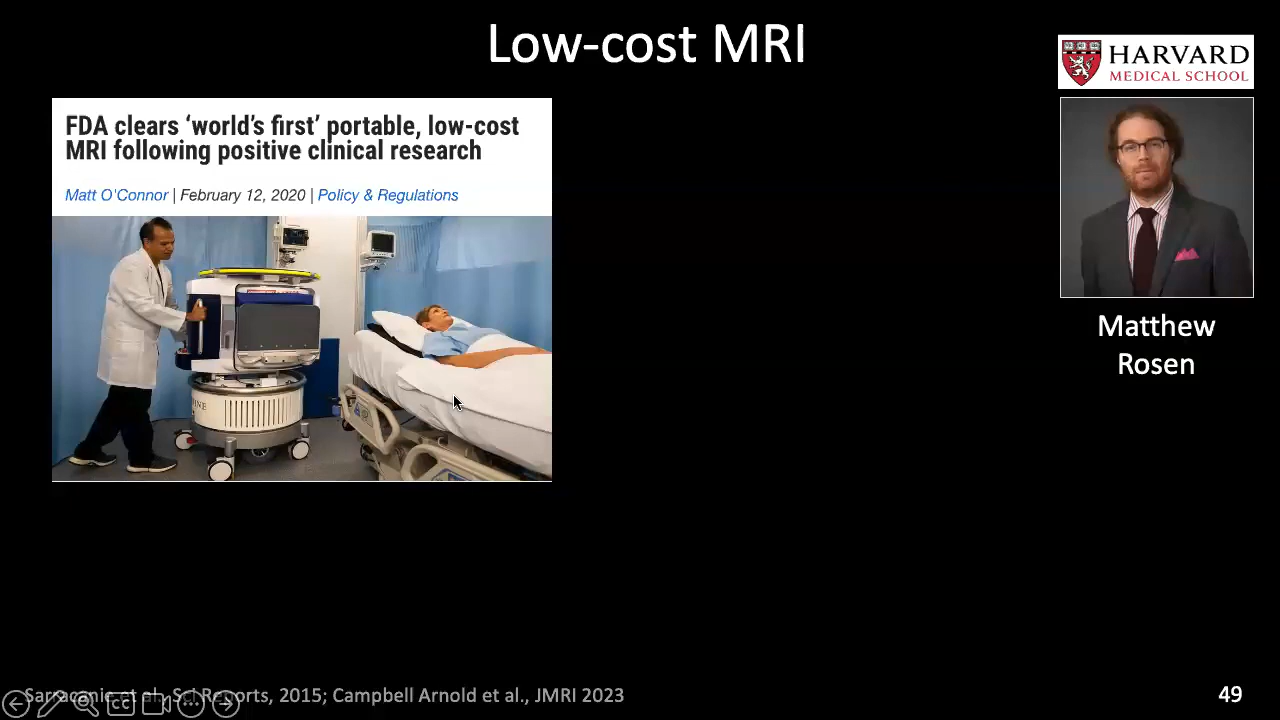 Low-cost MRI
HARVARD
MEDICAL SCHOOL
FDA clears ‘world’s first’ portable, low-cost
MRI following positive clinical research
Matt O'Connor | February 12, 2020 | Policy & Regulations
Matthew
Rosen
Sarracanie et al., Sci Reports, 2015; Campbell Arnold et al., JMRI 2023
CC
49